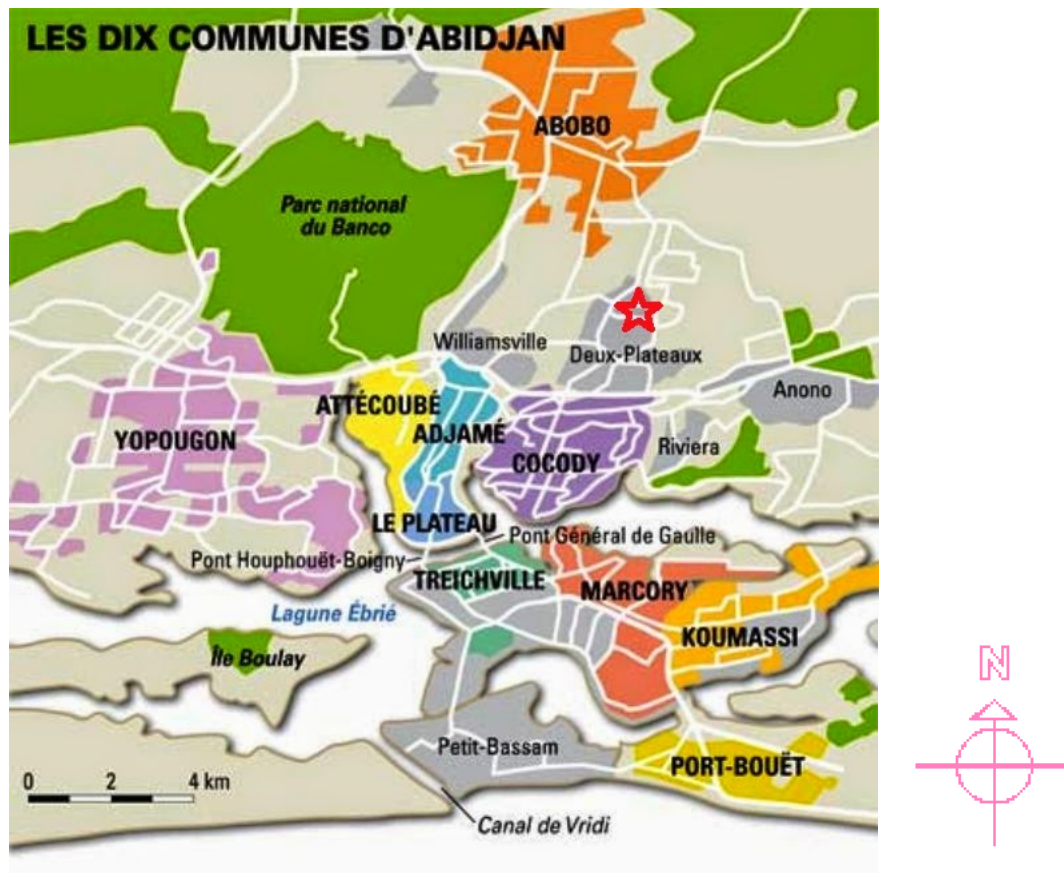 LES DIX COMMUNES D'ABIDJAN
ABOBO
Parc national
du Banco
Williamsville
Deux-Plateaux
Anono
ATTÉCOUBÉ
ADJAMÉ
YOPOUGON
COCODY
Riviera
LE PLATEAU
Pont Général de Gaulle
Pont Houphouët-Boigny
TREICHVILLE
MARCORY
Lagune Ébrié
KOUMASSI
Île Boulay
N
Petit-Bassam
PORT-BOUËT
0 2 4 km
Canal de Vridi